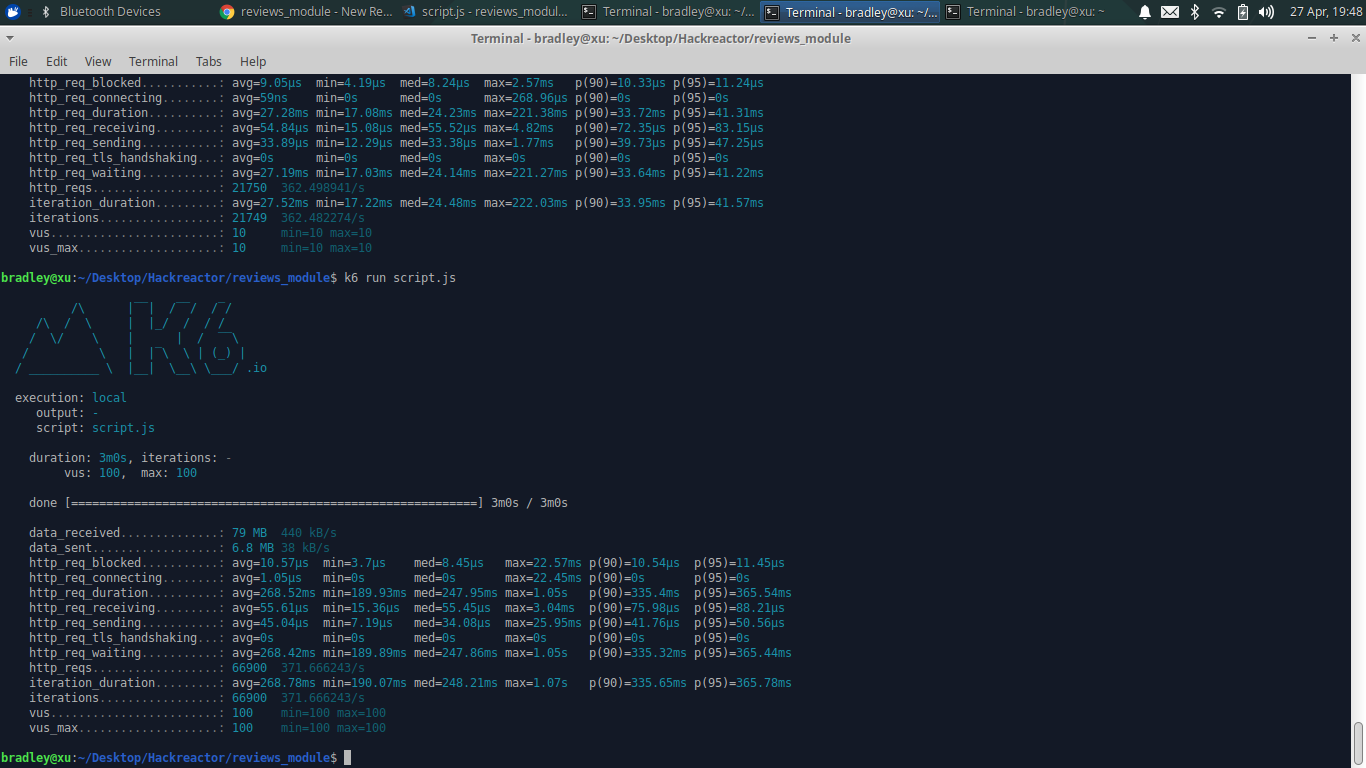 Bluetooth Devices reviews_module - New Re... script.js - reviews_modul... Terminal - bradley@xu: ~/... Terminal - bradley@xu: ~/... Terminal - bradley@xu: ~ 27 Apr, 19:48
Terminal - bradley@xu: ~/Desktop/Hackreactor/reviews_module
File Edit View Terminal Tabs Help
http_req_blocked...........: avg=9.05µs min=4.19µs med=8.24µs max=2.57ms p(90)=10.33µs p(95)=11.24µs
http_req_connecting........: avg=59ns min=0s med=0s max=268.96µs p(90)=0s p(95)=0s
http_req_duration..........: avg=27.28ms min=17.08ms med=24.23ms max=221.38ms p(90)=33.72ms p(95)=41.31ms
http_req_receiving.........: avg=54.84µs min=15.08µs med=55.52µs max=4.82ms p(90)=72.35µs p(95)=83.15µs
http_req_sending...........: avg=33.89µs min=12.29µs med=33.38µs max=1.77ms p(90)=39.73µs p(95)=47.25µs
http_req_tls_handshaking...: avg=0s min=0s med=0s max=0s p(90)=0s p(95)=0s
http_req_waiting...........: avg=27.19ms min=17.03ms med=24.14ms max=221.27ms p(90)=33.64ms p(95)=41.22ms
http_reqs..................: 21750 362.498941/s
iteration_duration.........: avg=27.52ms min=17.22ms med=24.48ms max=222.03ms p(90)=33.95ms p(95)=41.57ms
iterations.................: 21749 362.482274/s
vus........................: 10 min=10 max=10
vus_max....................: 10 min=10 max=10
bradley@xu:~/Desktop/Hackreactor/reviews_module$ k6 run script.js
K6 .io
execution: local
output: -
script: script.js
duration: 3m0s, iterations: -
vus: 100, max: 100
done [==========================================================] 3m0s / 3m0s
data_received..............: 79 MB 440 kB/s
data_sent..................: 6.8 MB 38 kB/s
http_req_blocked...........: avg=10.57µs min=3.7µs med=8.45µs max=22.57ms p(90)=10.54µs p(95)=11.45µs
http_req_connecting........: avg=1.05µs min=0s med=0s max=22.45ms p(90)=0s p(95)=0s
http_req_duration..........: avg=268.52ms min=189.93ms med=247.95ms max=1.05s p(90)=335.4ms p(95)=365.54ms
http_req_receiving.........: avg=55.61µs min=15.36µs med=55.45µs max=3.04ms p(90)=75.98µs p(95)=88.21µs
http_req_sending...........: avg=45.04µs min=7.19µs med=34.08µs max=25.95ms p(90)=41.76µs p(95)=50.56µs
http_req_tls_handshaking...: avg=0s min=0s med=0s max=0s p(90)=0s p(95)=0s
http_req_waiting...........: avg=268.42ms min=189.89ms med=247.86ms max=1.05s p(90)=335.32ms p(95)=365.44ms
http_reqs..................: 66900 371.666243/s
iteration_duration.........: avg=268.78ms min=190.07ms med=248.21ms max=1.07s p(90)=335.65ms p(95)=365.78ms
iterations.................: 66900 371.666243/s
vus........................: 100 min=100 max=100
vus_max....................: 100 min=100 max=100
bradley@xu:~/Desktop/Hackreactor/reviews_module$